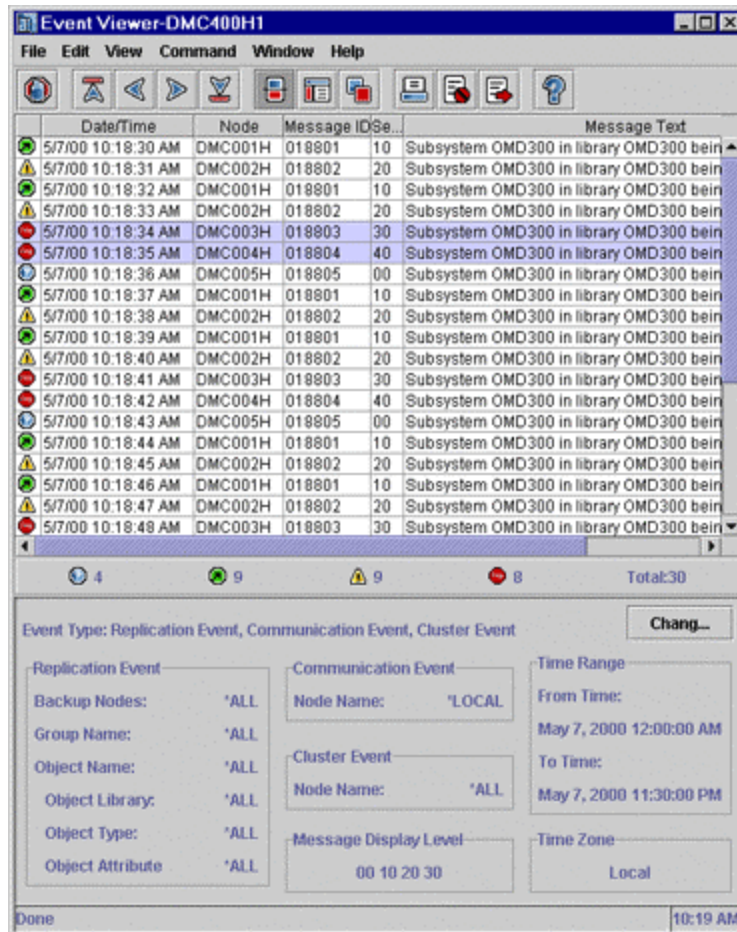 Event Viewer-DMC400H1
File Edit View Command Window Help
Date/Time Node Message ID Se... Message Text
5/7/00 10:18:30 AM DMC001H 018801 10 Subsystem OMD300 in library OMD300 bein
5/7/00 10:18:31 AM DMC002H 018802 20 Subsystem OMD300 in library OMD300 bein
5/7/00 10:18:32 AM DMC001H 018801 10 Subsystem OMD300 in library OMD300 bein
5/7/00 10:18:33 AM DMC002H 018802 20 Subsystem OMD300 in library OMD300 bein
5/7/00 10:18:34 AM DMC003H 018803 30 Subsystem OMD300 in library OMD300 bein
5/7/00 10:18:35 AM DMC004H 018804 40 Subsystem OMD300 in library OMD300 bein
5/7/00 10:18:36 AM DMC005H 018805 00 Subsystem OMD300 in library OMD300 bein
5/7/00 10:18:37 AM DMC001H 018801 10 Subsystem OMD300 in library OMD300 bein
5/7/00 10:18:38 AM DMC002H 018802 20 Subsystem OMD300 in library OMD300 bein
5/7/00 10:18:39 AM DMC001H 018801 10 Subsystem OMD300 in library OMD300 bein
5/7/00 10:18:40 AM DMC002H 018802 20 Subsystem OMD300 in library OMD300 bein
5/7/00 10:18:41 AM DMC003H 018803 30 Subsystem OMD300 in library OMD300 bein
5/7/00 10:18:42 AM DMC004H 018804 40 Subsystem OMD300 in library OMD300 bein
5/7/00 10:18:43 AM DMC005H 018805 00 Subsystem OMD300 in library OMD300 bein
5/7/00 10:18:44 AM DMC001H 018801 10 Subsystem OMD300 in library OMD300 bein
5/7/00 10:18:45 AM DMC002H 018802 20 Subsystem OMD300 in library OMD300 bein
5/7/00 10:18:46 AM DMC001H 018801 10 Subsystem OMD300 in library OMD300 bein
5/7/00 10:18:47 AM DMC002H 018802 20 Subsystem OMD300 in library OMD300 bein
5/7/00 10:18:48 AM DMC003H 018803 30 Subsystem OMD300 in library OMD300 bein
4 9 9 8 Total:30
Event Type: Replication Event, Communication Event, Cluster Event
Chang...
Replication Event
Backup Nodes: *ALL
Group Name: *ALL
Object Name: *ALL
Object Library: *ALL
Object Type: *ALL
Object Attribute *ALL
Communication Event
Node Name: *LOCAL
Cluster Event
Node Name: *ALL
Message Display Level
00 10 20 30
Time Range
From Time:
May 7, 2000 12:00:00 AM
To Time:
May 7, 2000 11:30:00 PM
Time Zone
Local
Done 10:19 AM